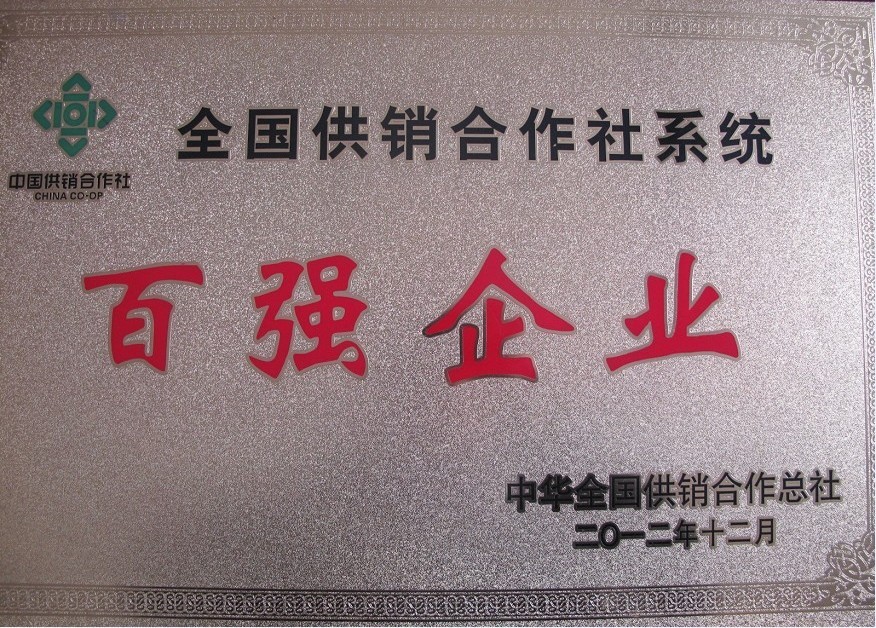 全国供销合作社系统
中国供销合作社
CHINA CO-OP
百强企业
中华全国供销合作总社
二〇一二年十二月